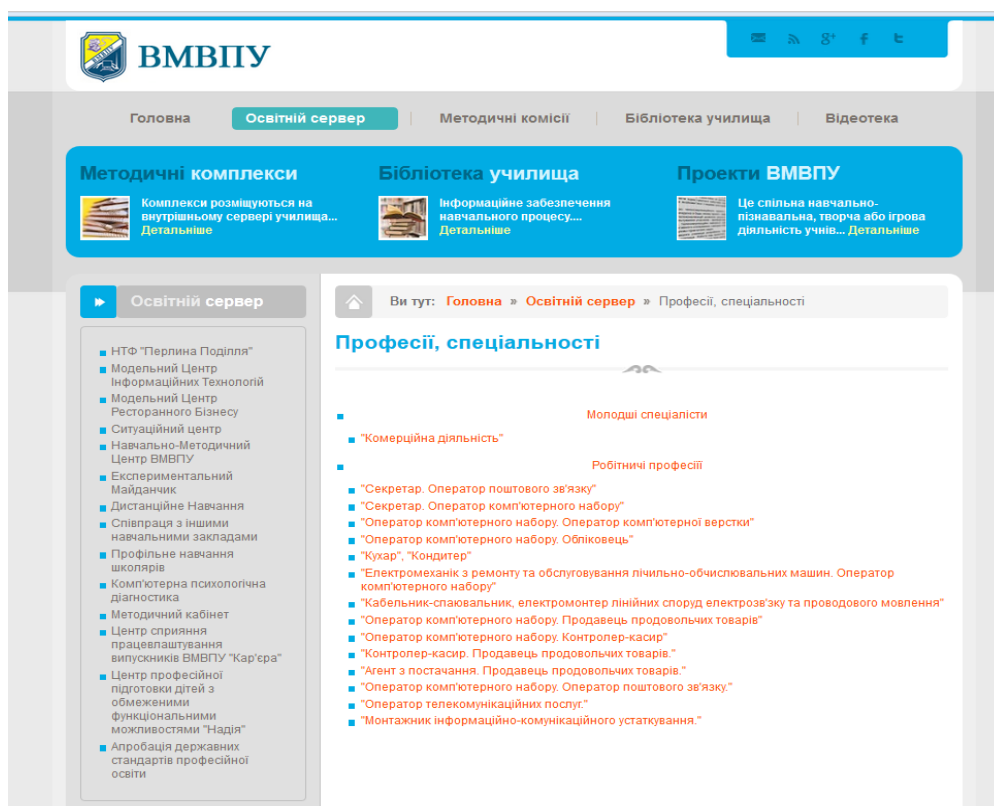 ВМВПУ
Головна
Освітній сервер
Методичні комісії
Бібліотека училища
Відеотека
Методичні комплекси
Комплекси розміщуються на
внутрішньому сервері училища...
Детальніше
Бібліотека училища
Інформаційне забезпечення
навчального процесу....
Детальніше
Проекти ВМВПУ
Це спільна навчально-
пізнавальна, творча або ігрова
діяльність учнів... Детальніше
Освітній сервер
НТФ "Перлина Поділля"
Модельний Центр
Інформаційних Технологій
Модельний Центр
Ресторанного Бізнесу
Ситуаційний центр
Навчально-Методичний
Центр ВМВПУ
Експериментальний
Майданчик
Дистанційне Навчання
Співпраця з іншими
навчальними закладами
Профільне навчання
школярів
Комп'ютерна психологічна
діагностика
Методичний кабінет
Центр сприяння
працевлаштування
випускників ВМВПУ "Кар'єра"
Центр професійної
підготовки дітей з
обмеженими
функціональними
можливостями "Надія"
Апробація державних
стандартів професійної
освіти
Ви тут: Головна » Освітній сервер » Професії, спеціальності
Професії, спеціальності
Молодші спеціалісти
"Комерційна діяльність"
Робітничі професіїї
"Секретар. Оператор поштового зв'язку"
"Секретар. Оператор комп'ютерного набору"
"Оператор комп'ютерного набору. Оператор комп'ютерної верстки"
"Оператор комп'ютерного набору. Обліковець"
"Кухар", "Кондитер"
"Електромеханік з ремонту та обслуговування лічильно-обчислювальних машин. Оператор
комп'ютерного набору"
"Кабельник-спаювальник, електромонтер лінійних споруд електрозв'зку та проводового мовлення"
"Оператор комп'ютерного набору. Продавець продовольчих товарів"
"Оператор комп'ютерного набору. Контролер-касир"
"Контролер-касир. Продавець продовольчих товарів."
"Агент з постачання. Продавець продовольчих товарів."
"Оператор комп'ютерного набору. Оператор поштового зв'язку."
"Оператор телекомунікаційних послуг."
"Монтажник інформаційно-комунікаційного устаткування."